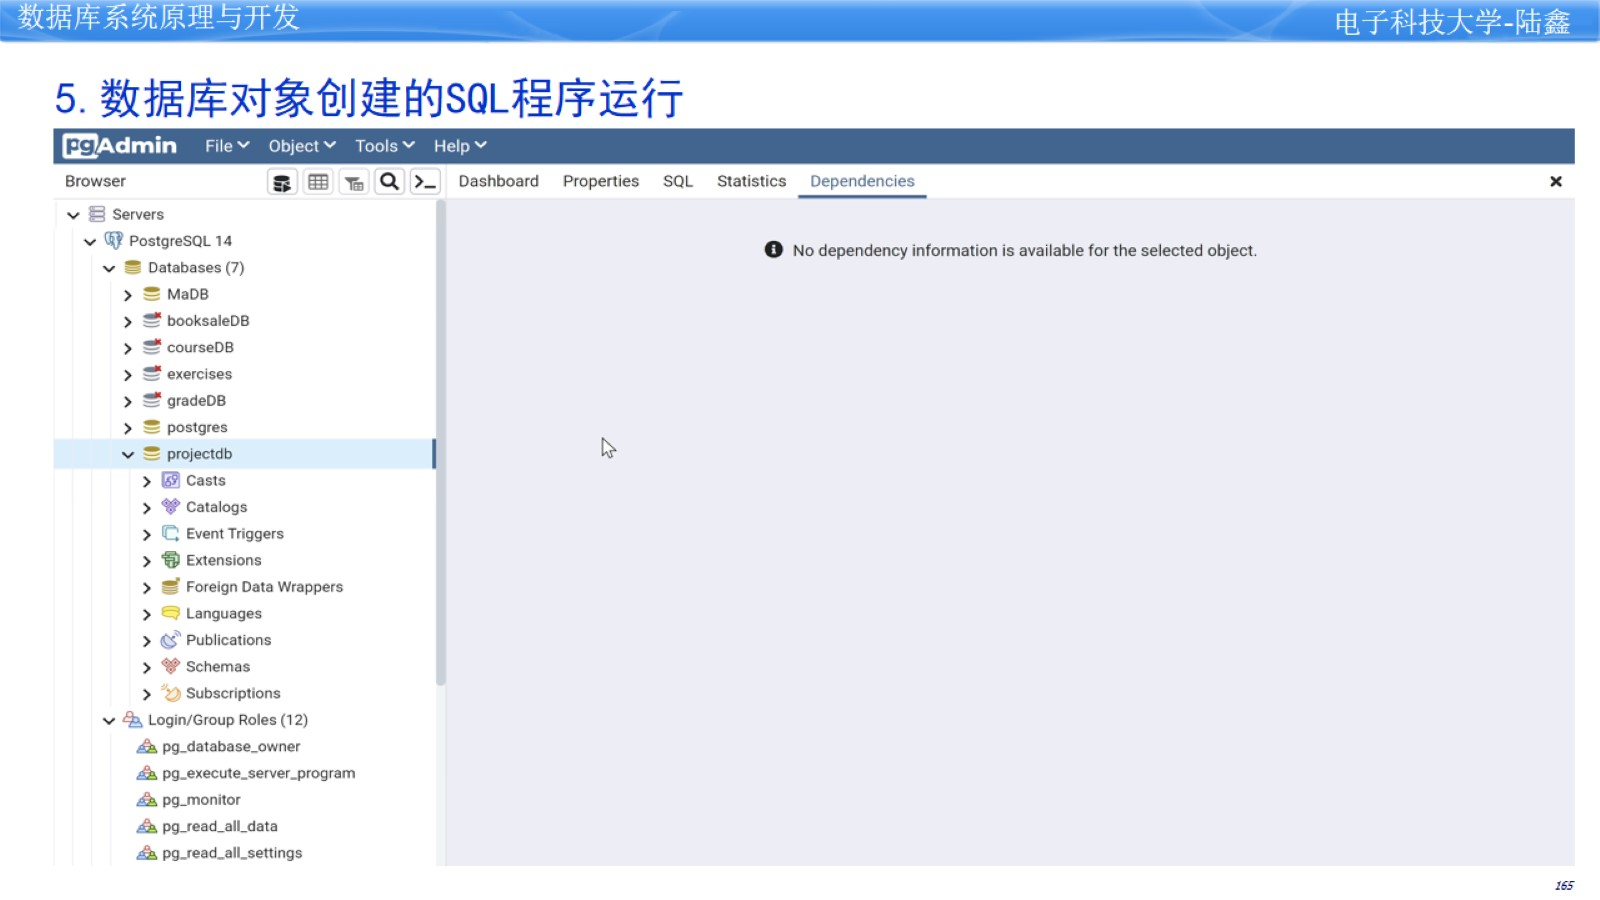 数据库系统原理与开发
电子科技大学-陆鑫
5. 数据库对象创建的SQL程序运行
pgAdmin File Object Tools Help
Browser
Dashboard Properties SQL Statistics Dependencies
Servers
PostgreSQL 14
Databases (7)
MaDB
booksaleDB
courseDB
exercises
gradeDB
postgres
projectdb
Casts
Catalogs
Event Triggers
Extensions
Foreign Data Wrappers
Languages
Publications
Schemas
Subscriptions
Login/Group Roles (12)
pg_database_owner
pg_execute_server_program
pg_monitor
pg_read_all_data
pg_read_all_settings
No dependency information is available for the selected object.
165